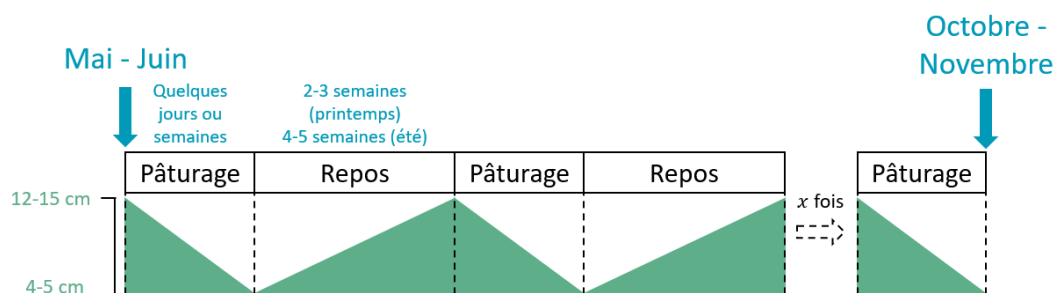 Mai - Juin
Octobre -
Novembre
Quelques
jours ou
semaines
2-3 semaines
(printemps)
4-5 semaines (été)
Pâturage
Repos
Pâturage
Repos
Pâturage
12-15 cm
x fois
4-5 cm